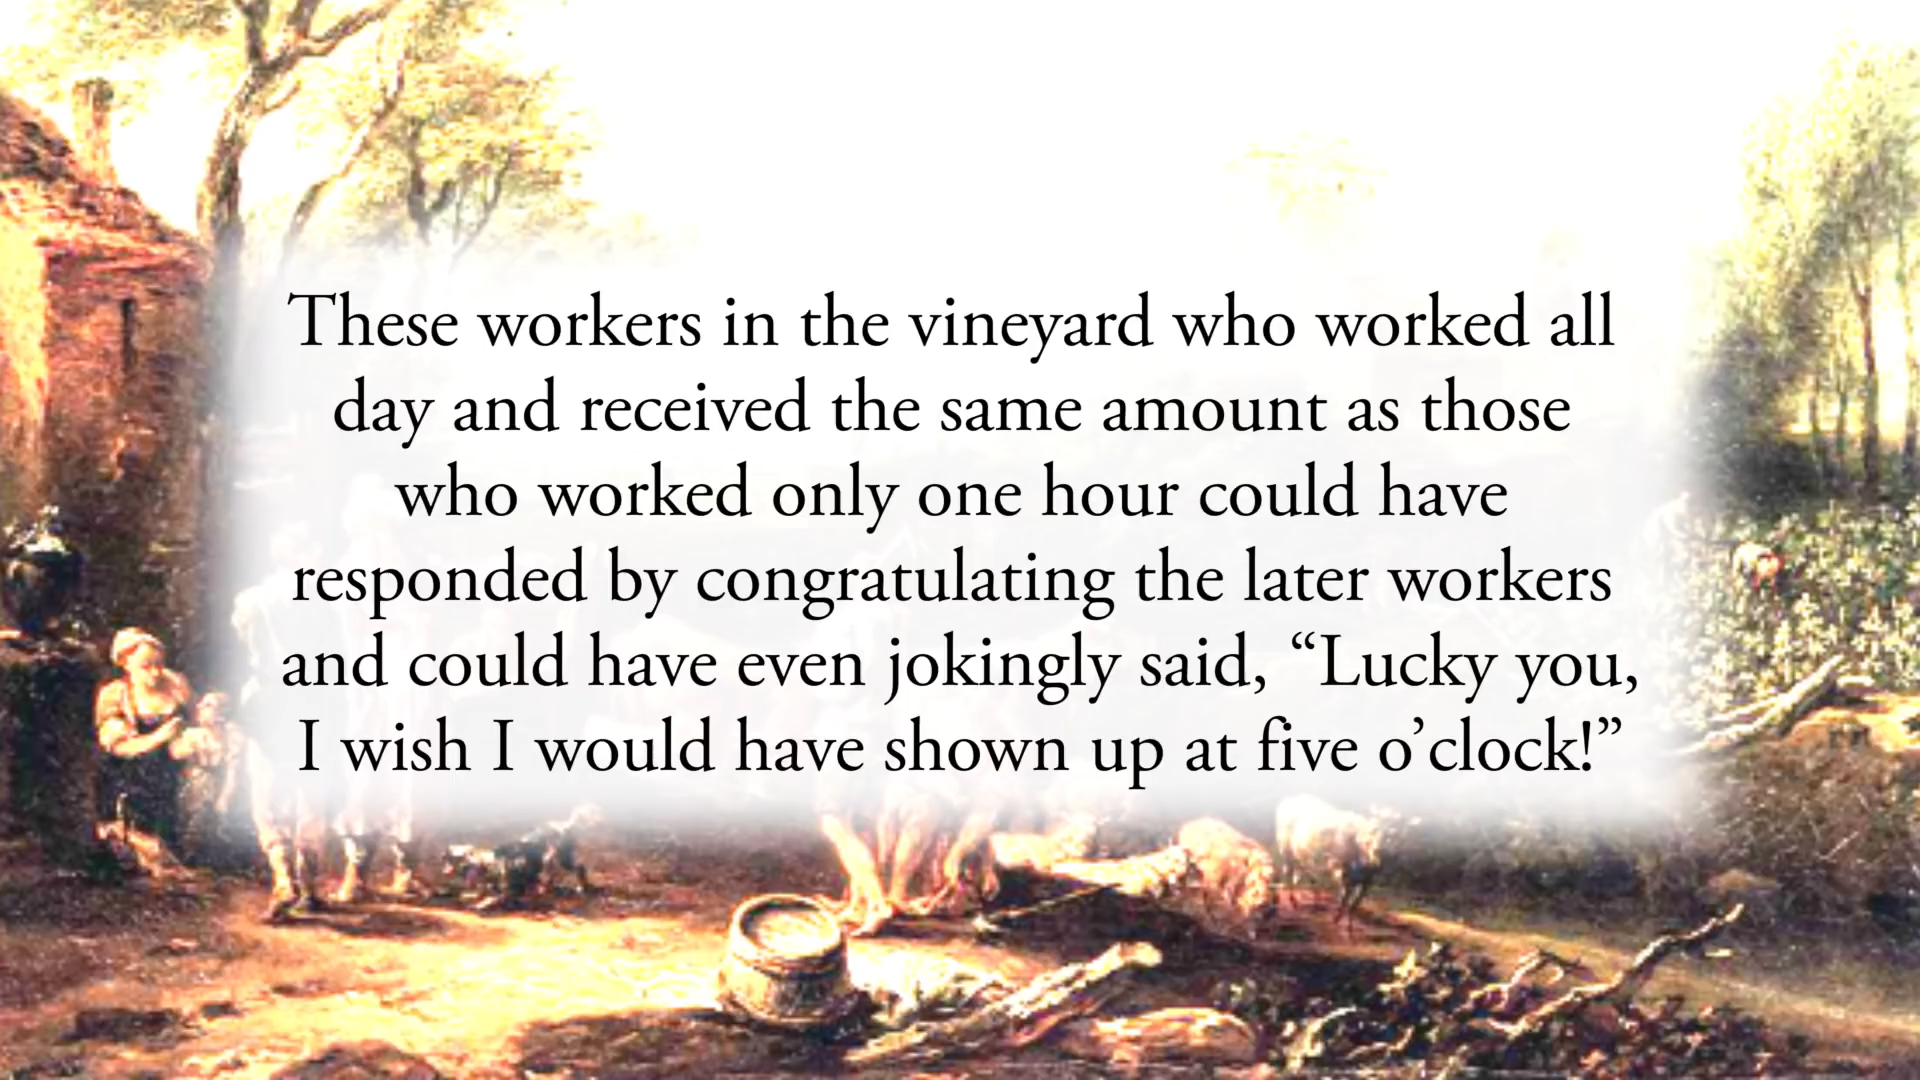 These workers in the vineyard who worked all
day and received the same amount as those
who worked only one hour could have
responded by congratulating the later workers
and could have even jokingly said, “Lucky you,
I wish I would have shown up at five o’clock!”